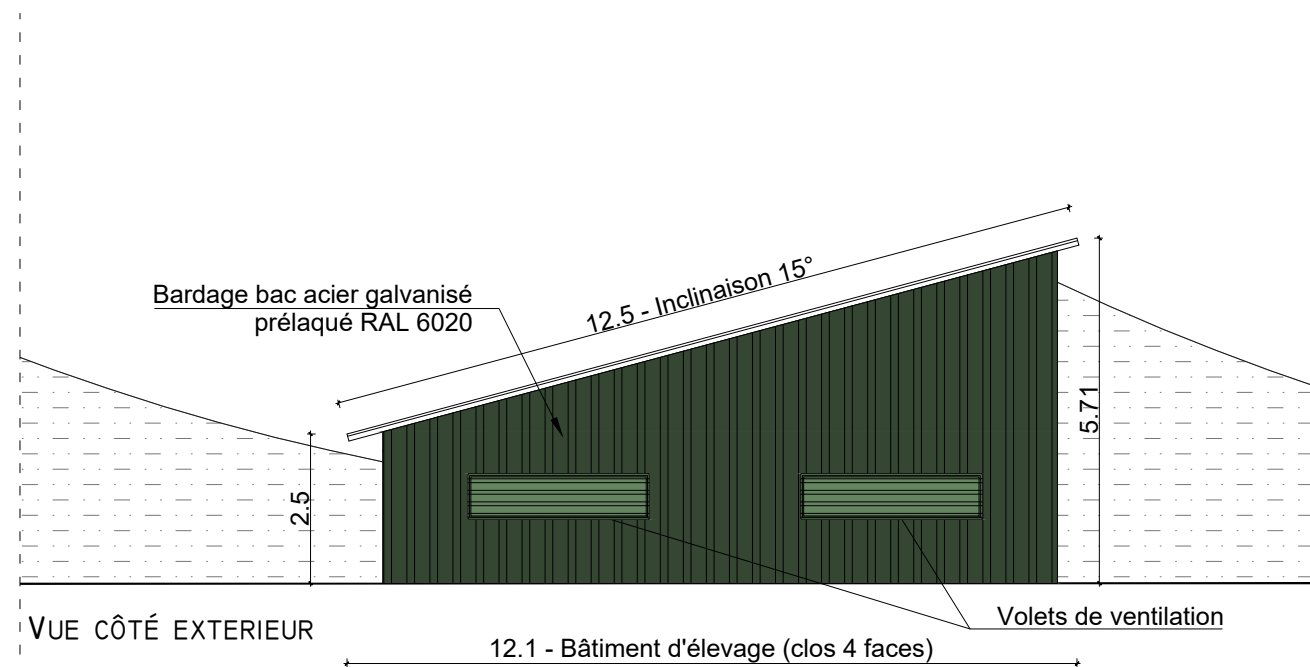 12.5 - Inclinaison 15°
Bardage bac acier galvanisé
prélaqué RAL 6020
5.71
2.5
Volets de ventilation
VUE CÔTÉ EXTERIEUR
12.1 - Bâtiment d'élevage (clos 4 faces)